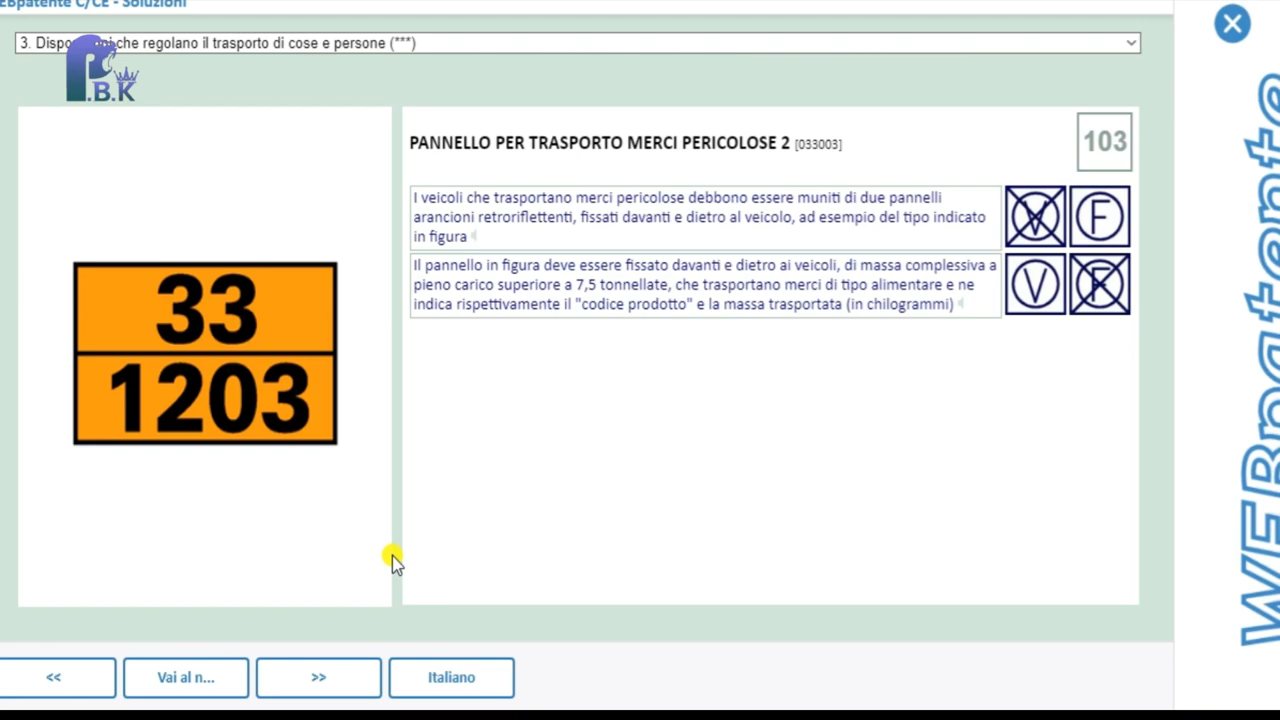 EBpatente C/CE - Soluzioni
3. Dispo che regolano il trasporto di cose e persone (***)
P.B.K
PANNELLO PER TRASPORTO MERCI PERICOLOSE 2 [033003]
103
I veicoli che trasportano merci pericolose debbono essere muniti di due pannelli
arancioni retroriflettenti, fissati davanti e dietro al veicolo, ad esempio del tipo indicato
in figura
V F
Il pannello in figura deve essere fissato davanti e dietro ai veicoli, di massa complessiva a
pieno carico superiore a 7,5 tonnellate, che trasportano merci di tipo alimentare e ne
indica rispettivamente il "codice prodotto" e la massa trasportata (in chilogrammi)
V F
33
1203
<<
Vai al n...
>>
Italiano
WEBpatente